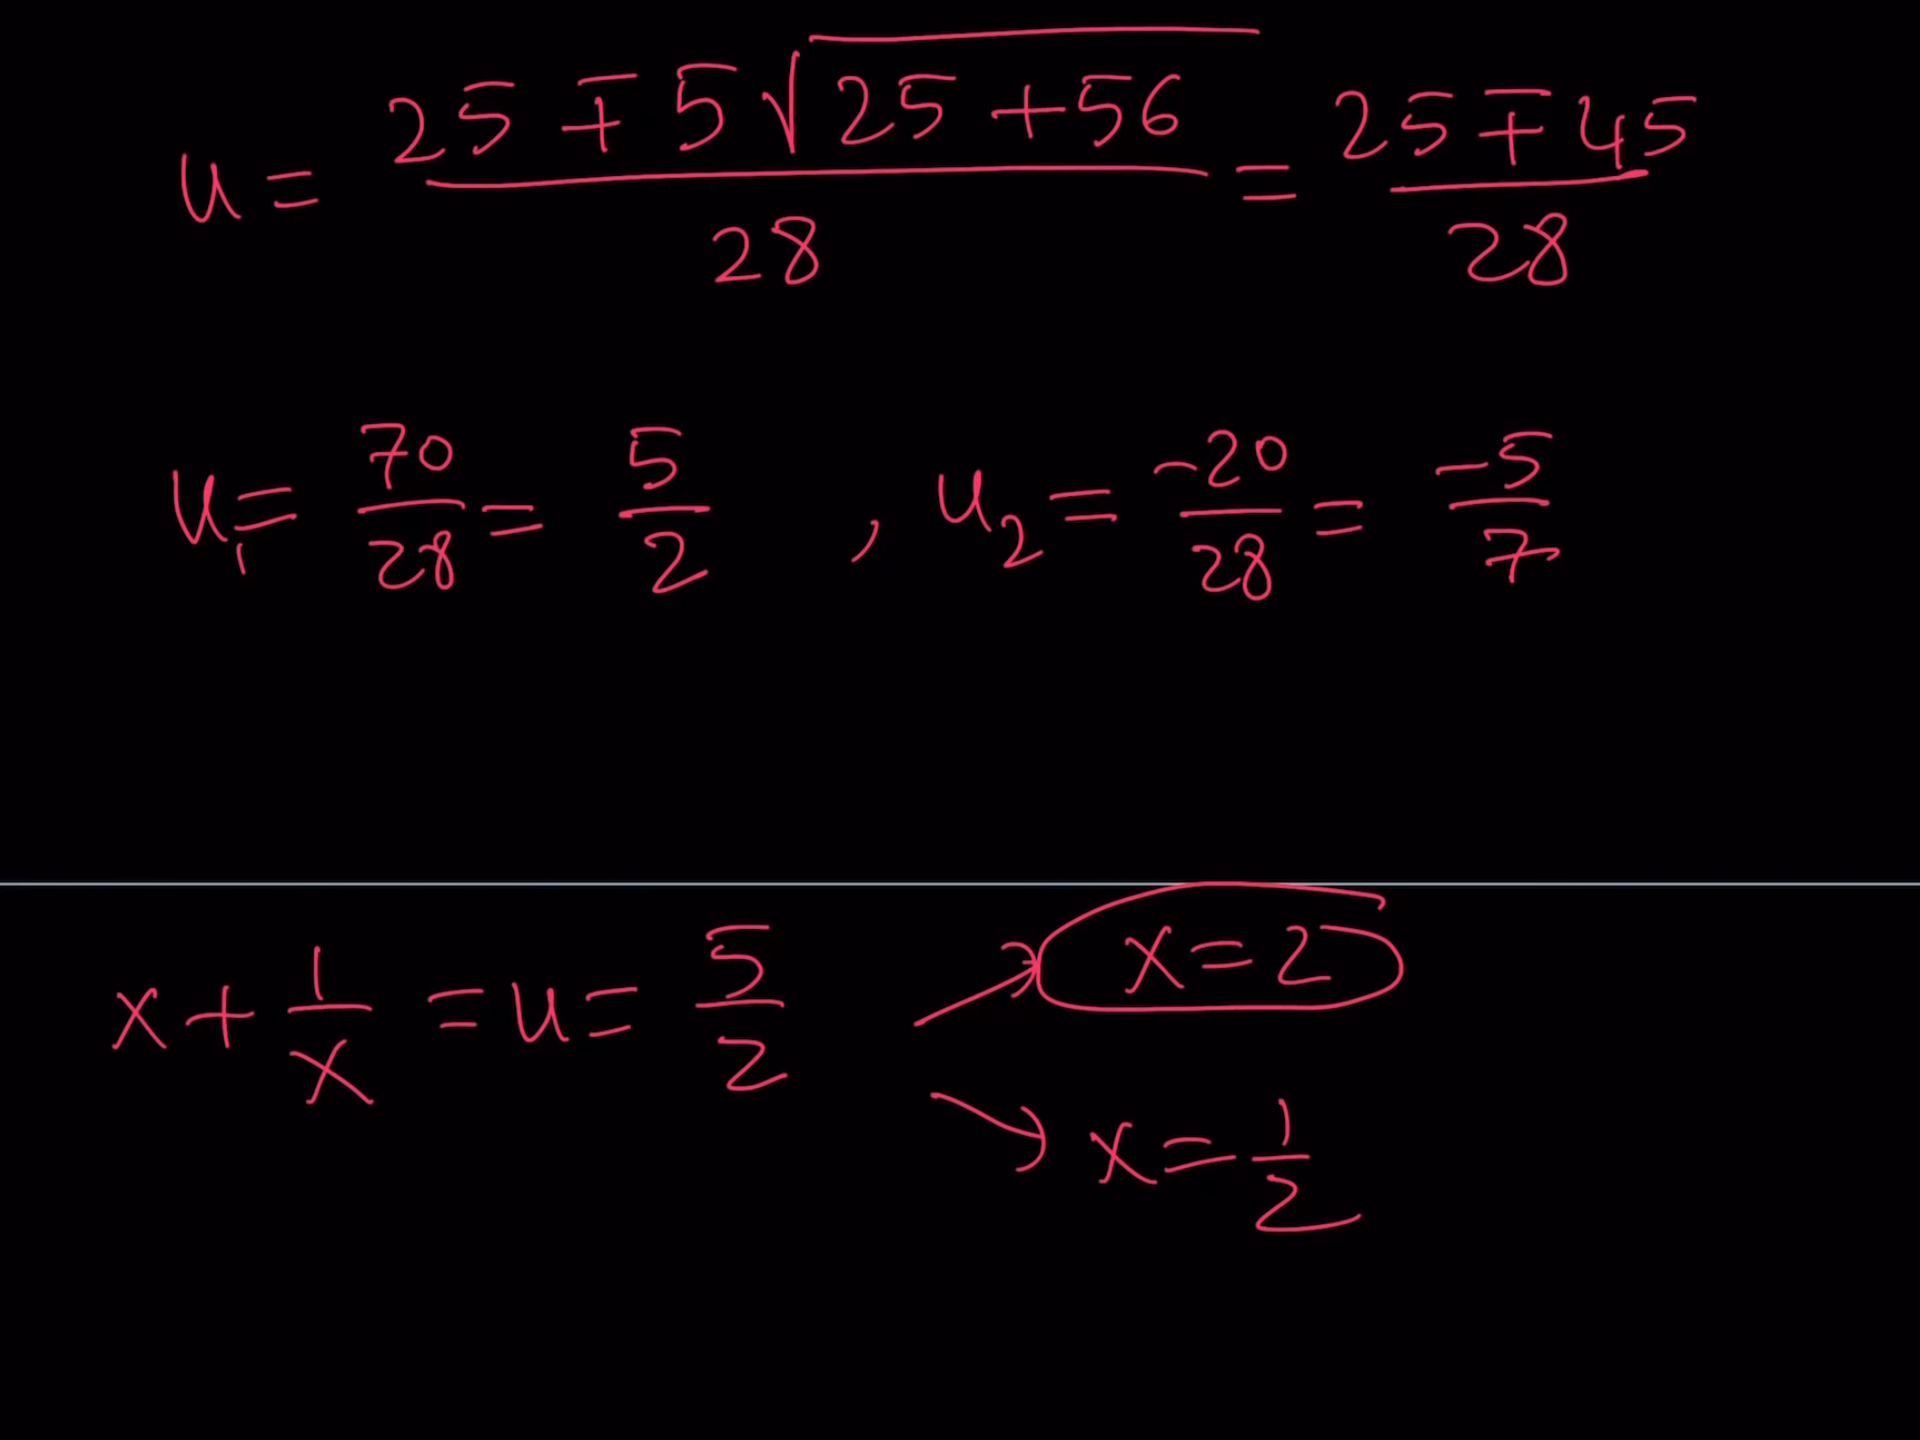 u = (25 ∓ 5√(25 + 56))/28 = (25 ∓ 45)/28
u₁ = 70/28 = 5/2 , u₂ = -20/28 = -5/7
x + 1/x = u = 5/2 → x = 2
→ x = 1/2